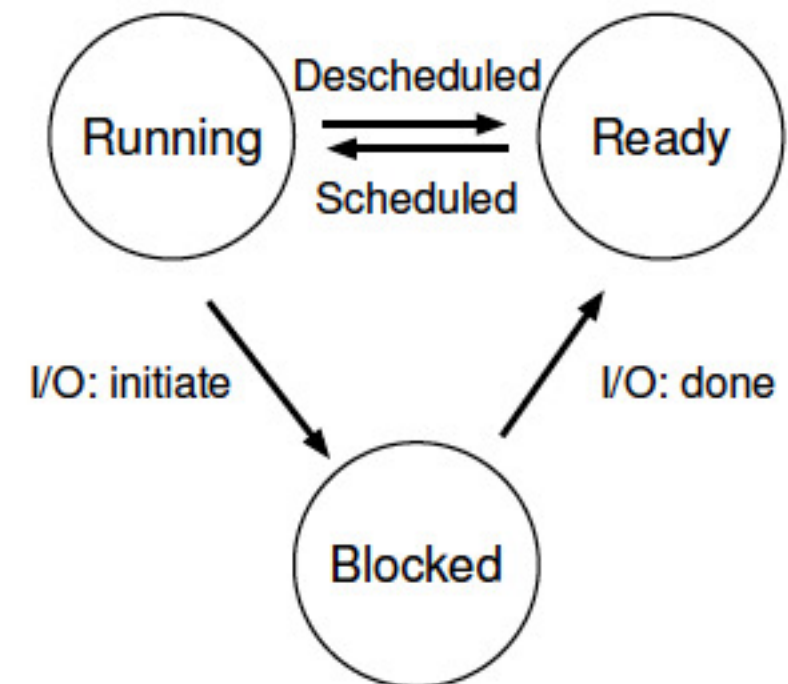 Descheduled
Running
Ready
Scheduled
I/O: initiate
I/O: done
Blocked